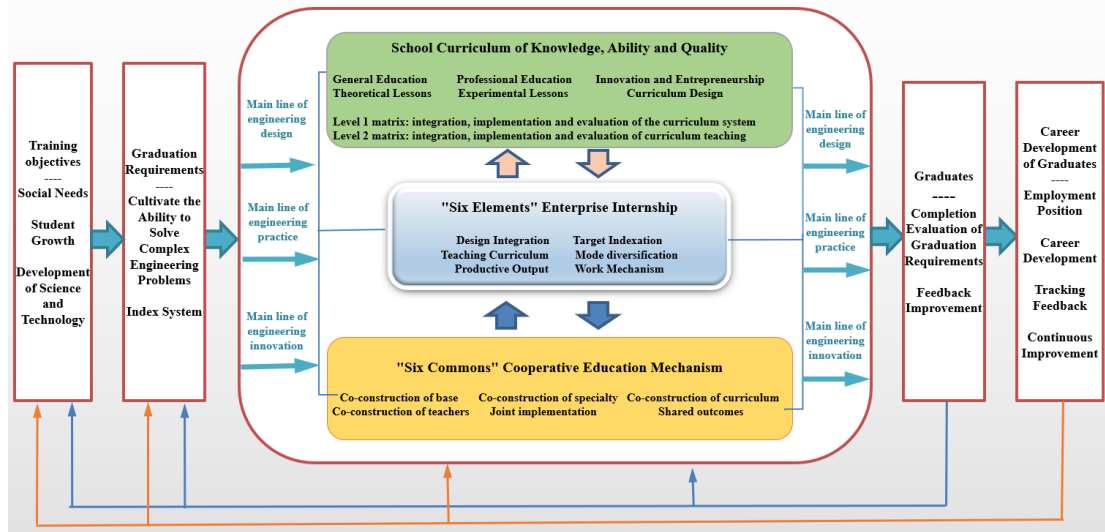 Training
objectives
----
Social Needs
Student
Growth
Development
of Science
and
Technology
Graduation
Requirements
----
Cultivate the
Ability to
Solve
Complex
Engineering
Problems
Index System
Main line of
engineering
design
Main line of
engineering
practice
Main line of
engineering
innovation
School Curriculum of Knowledge, Ability and Quality
General Education Professional Education Innovation and Entrepreneurship
Theoretical Lessons Experimental Lessons Curriculum Design
Level 1 matrix: integration, implementation and evaluation of the curriculum system
Level 2 matrix: integration, implementation and evaluation of curriculum teaching
"Six Elements" Enterprise Internship
Design Integration Target Indexation
Teaching Curriculum Mode diversification
Productive Output Work Mechanism
"Six Commons" Cooperative Education Mechanism
Co-construction of base Co-construction of specialty Co-construction of curriculum
Co-construction of teachers Joint implementation Shared outcomes
Main line of
engineering
design
Main line of
engineering
practice
Main line of
engineering
innovation
Graduates
----
Completion
Evaluation of
Graduation
Requirements
Feedback
Improvement
Career
Development
of Graduates
----
Employment
Position
Career
Development
Tracking
Feedback
Continuous
Improvement